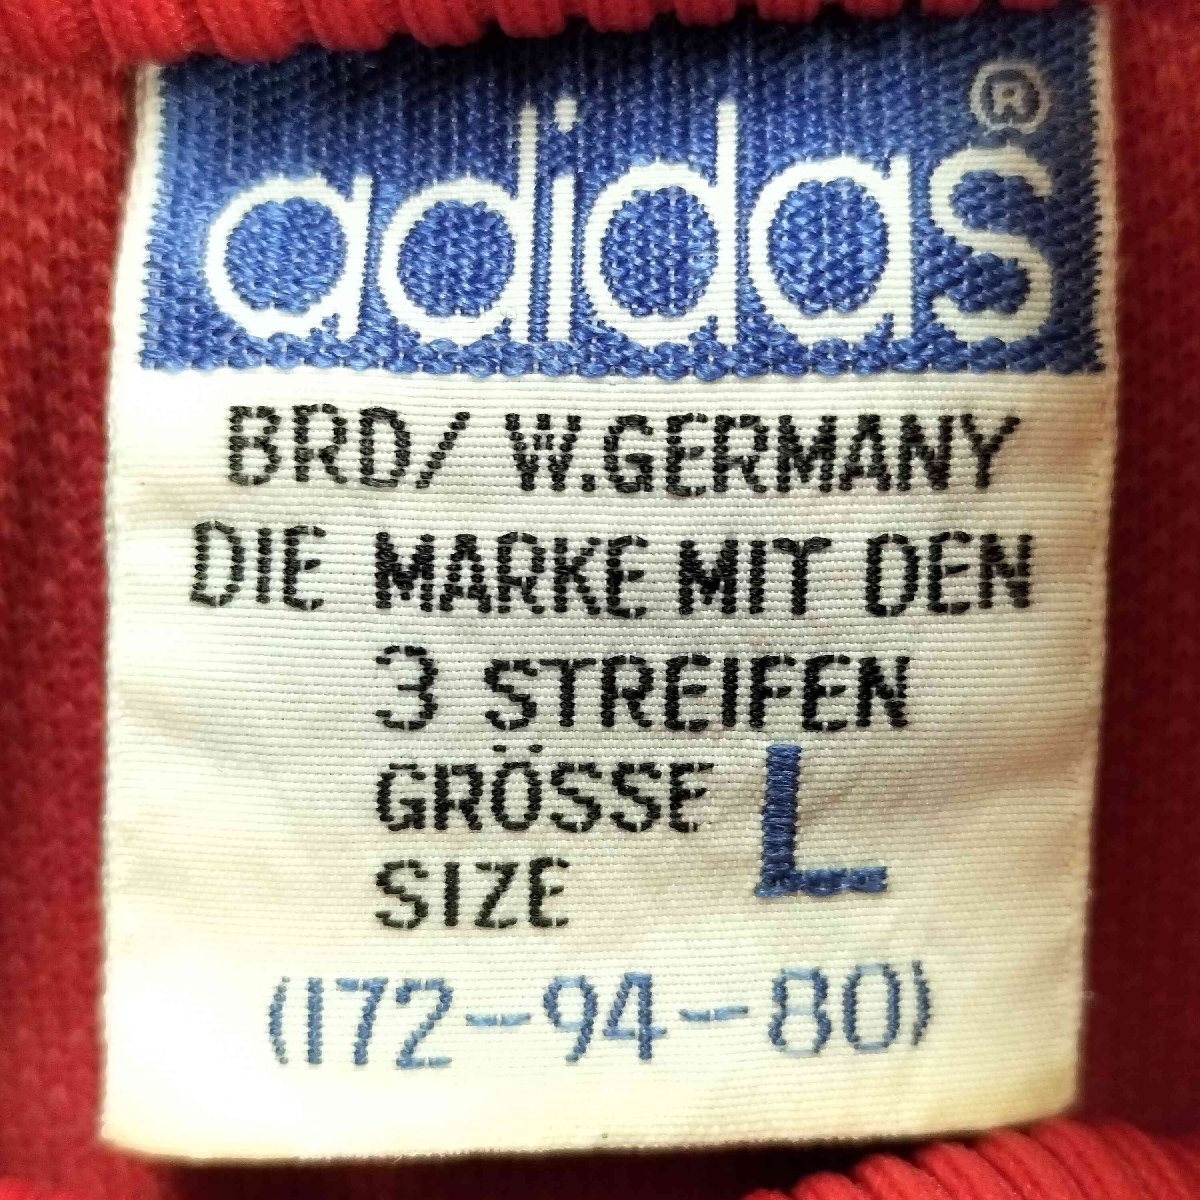 adidas®
BRD/ W.GERMANY
DIE MARKE MIT DEN
3 STREIFEN
GRÖSSE L
SIZE
(172-94-80)